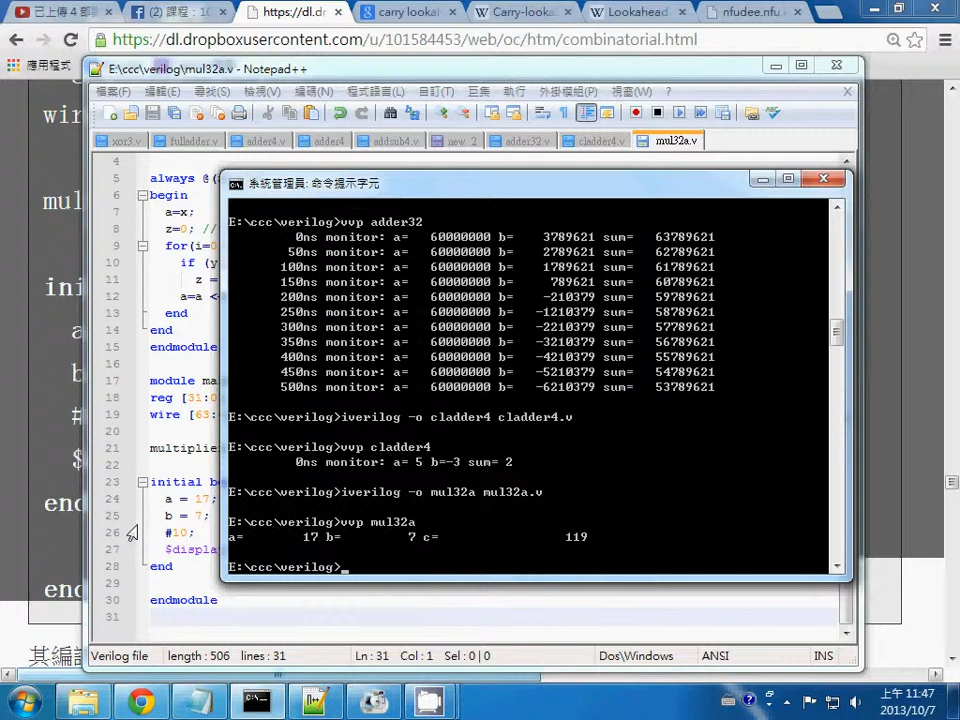 已上傳 4 部影
(2) 課程：10
https://dl.dr
carry lookal
Carry-looka
Lookahead
nfudee.nfu.e
https://dl.dropboxusercontent.com/u/101584453/web/oc/htm/combinatorial.html
應用程式
E:\ccc\verilog\mul32a.v - Notepad++
檔案(F) 編輯(E) 尋找(S) 檢視(V) 編碼(N) 程式語言(L) 自訂(T) 巨集 執行 外掛模組(P) 視窗(W) ? X
xor3.v fulladder.v adder4.v adder4 addsub4.v new 2 adder32.v cladder4.v mul32a.v
wir
mul
ini
a
b
#
$
end
end
其編
4
5 always @(
6 begin
7 a=x;
8 z=0; //
9 for(i=0
10 if (y
11 z =
12 a=a <
13 end
14 end
15 endmodule
16
17 module ma
18 reg [31:0
19 wire [63:
20
21 multiplie
22
23 initial b
24 a = 17;
25 b = 7;
26 #10;
27 $displa
28 end
29
30 endmodule
31
系統管理員: 命令提示字元
E:\ccc\verilog>vvp adder32
0ns monitor: a= 60000000 b= 3789621 sum= 63789621
50ns monitor: a= 60000000 b= 2789621 sum= 62789621
100ns monitor: a= 60000000 b= 1789621 sum= 61789621
150ns monitor: a= 60000000 b= 789621 sum= 60789621
200ns monitor: a= 60000000 b= -210379 sum= 59789621
250ns monitor: a= 60000000 b= -1210379 sum= 58789621
300ns monitor: a= 60000000 b= -2210379 sum= 57789621
350ns monitor: a= 60000000 b= -3210379 sum= 56789621
400ns monitor: a= 60000000 b= -4210379 sum= 55789621
450ns monitor: a= 60000000 b= -5210379 sum= 54789621
500ns monitor: a= 60000000 b= -6210379 sum= 53789621
E:\ccc\verilog>iverilog -o cladder4 cladder4.v
E:\ccc\verilog>vvp cladder4
0ns monitor: a= 5 b=-3 sum= 2
E:\ccc\verilog>iverilog -o mul32a mul32a.v
E:\ccc\verilog>vvp mul32a
a= 17 b= 7 c= 119
E:\ccc\verilog>_
Verilog file length : 506 lines : 31 Ln : 31 Col : 1 Sel : 0 | 0 Dos\Windows ANSI INS
上午 11:47
2013/10/7